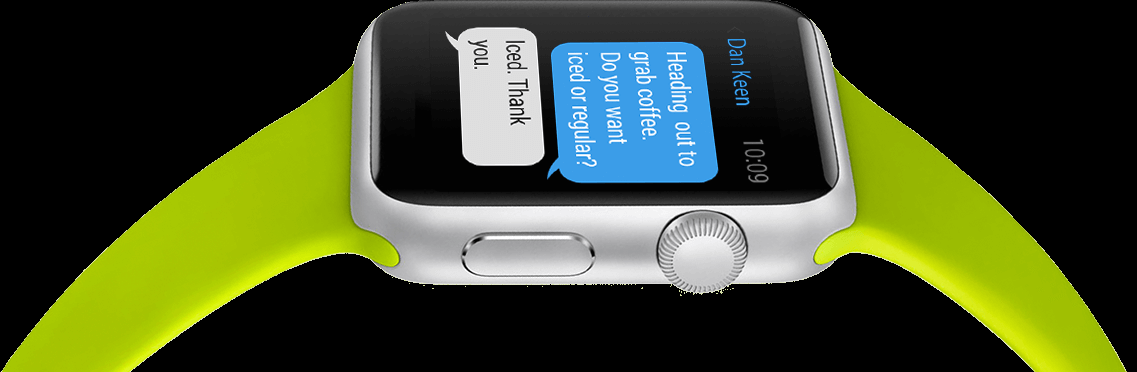 Dan Keen
10:09
Heading out to
grab coffee.
Do you want
iced or regular?
Iced. Thank
you.